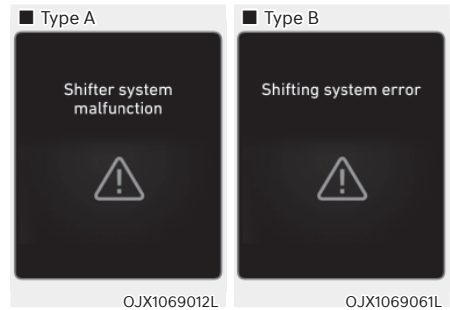 ■ Type A
Shifter system
malfunction
OJX1069012L
■ Type B
Shifting system error
OJX1069061L